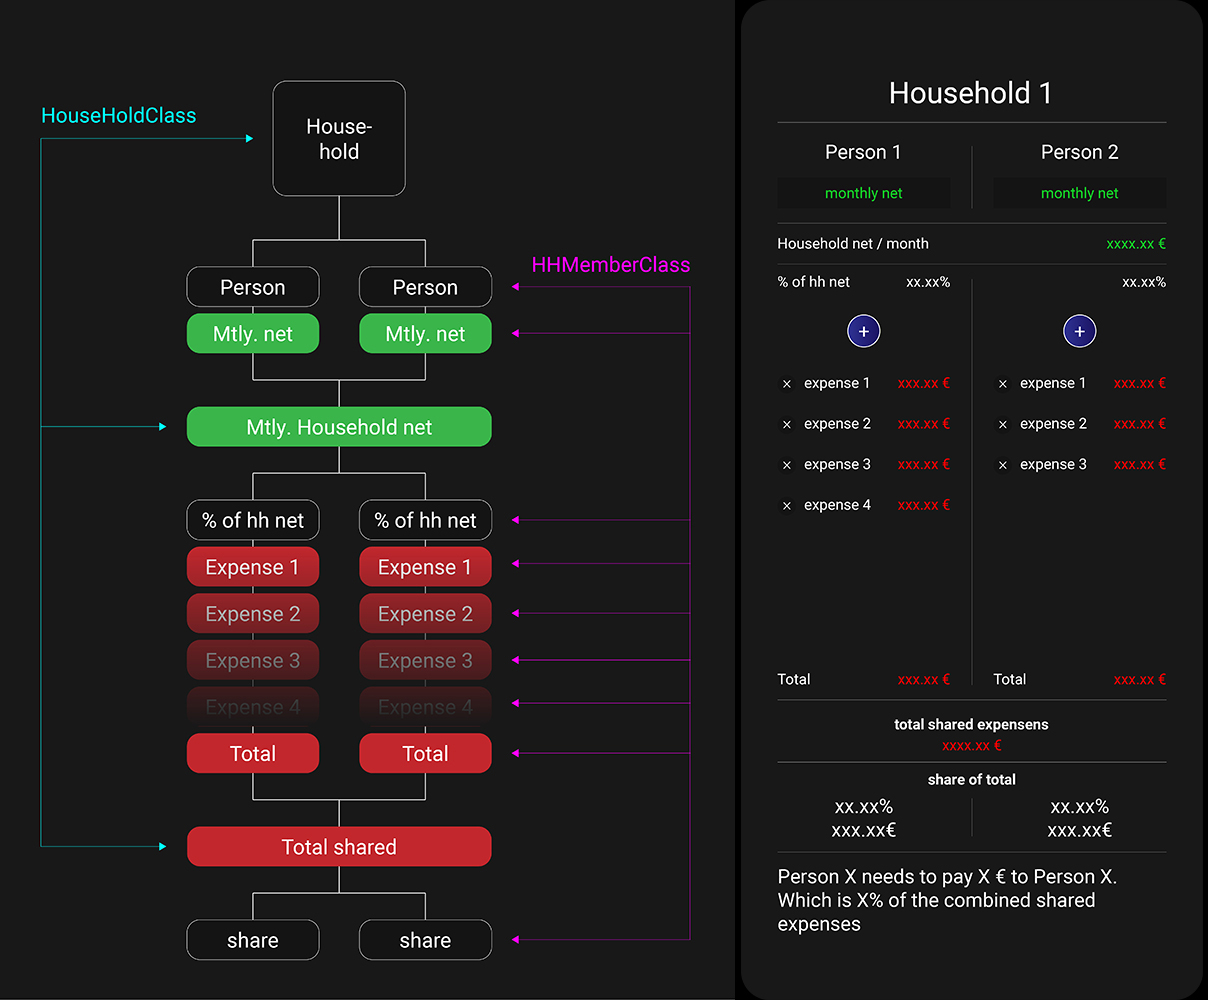 HouseHoldClass
House-
hold
HHMemberClass
Person Person
Mtly. net Mtly. net
Mtly. Household net
% of hh net % of hh net
Expense 1 Expense 1
Expense 2 Expense 2
Expense 3 Expense 3
Expense 4 Expense 4
Total Total
Total shared
share share
Household 1
Person 1 Person 2
monthly net monthly net
Household net / month xxxx.xx €
% of hh net xx.xx% xx.xx%
+ +
× expense 1 xxx.xx € × expense 1 xxx.xx €
× expense 2 xxx.xx € × expense 2 xxx.xx €
× expense 3 xxx.xx € × expense 3 xxx.xx €
× expense 4 xxx.xx €
Total xxx.xx € Total xxx.xx €
total shared expensens
xxxx.xx €
share of total
xx.xx% xx.xx%
xxx.xx€ xxx.xx€
Person X needs to pay X € to Person X.
Which is X% of the combined shared
expenses